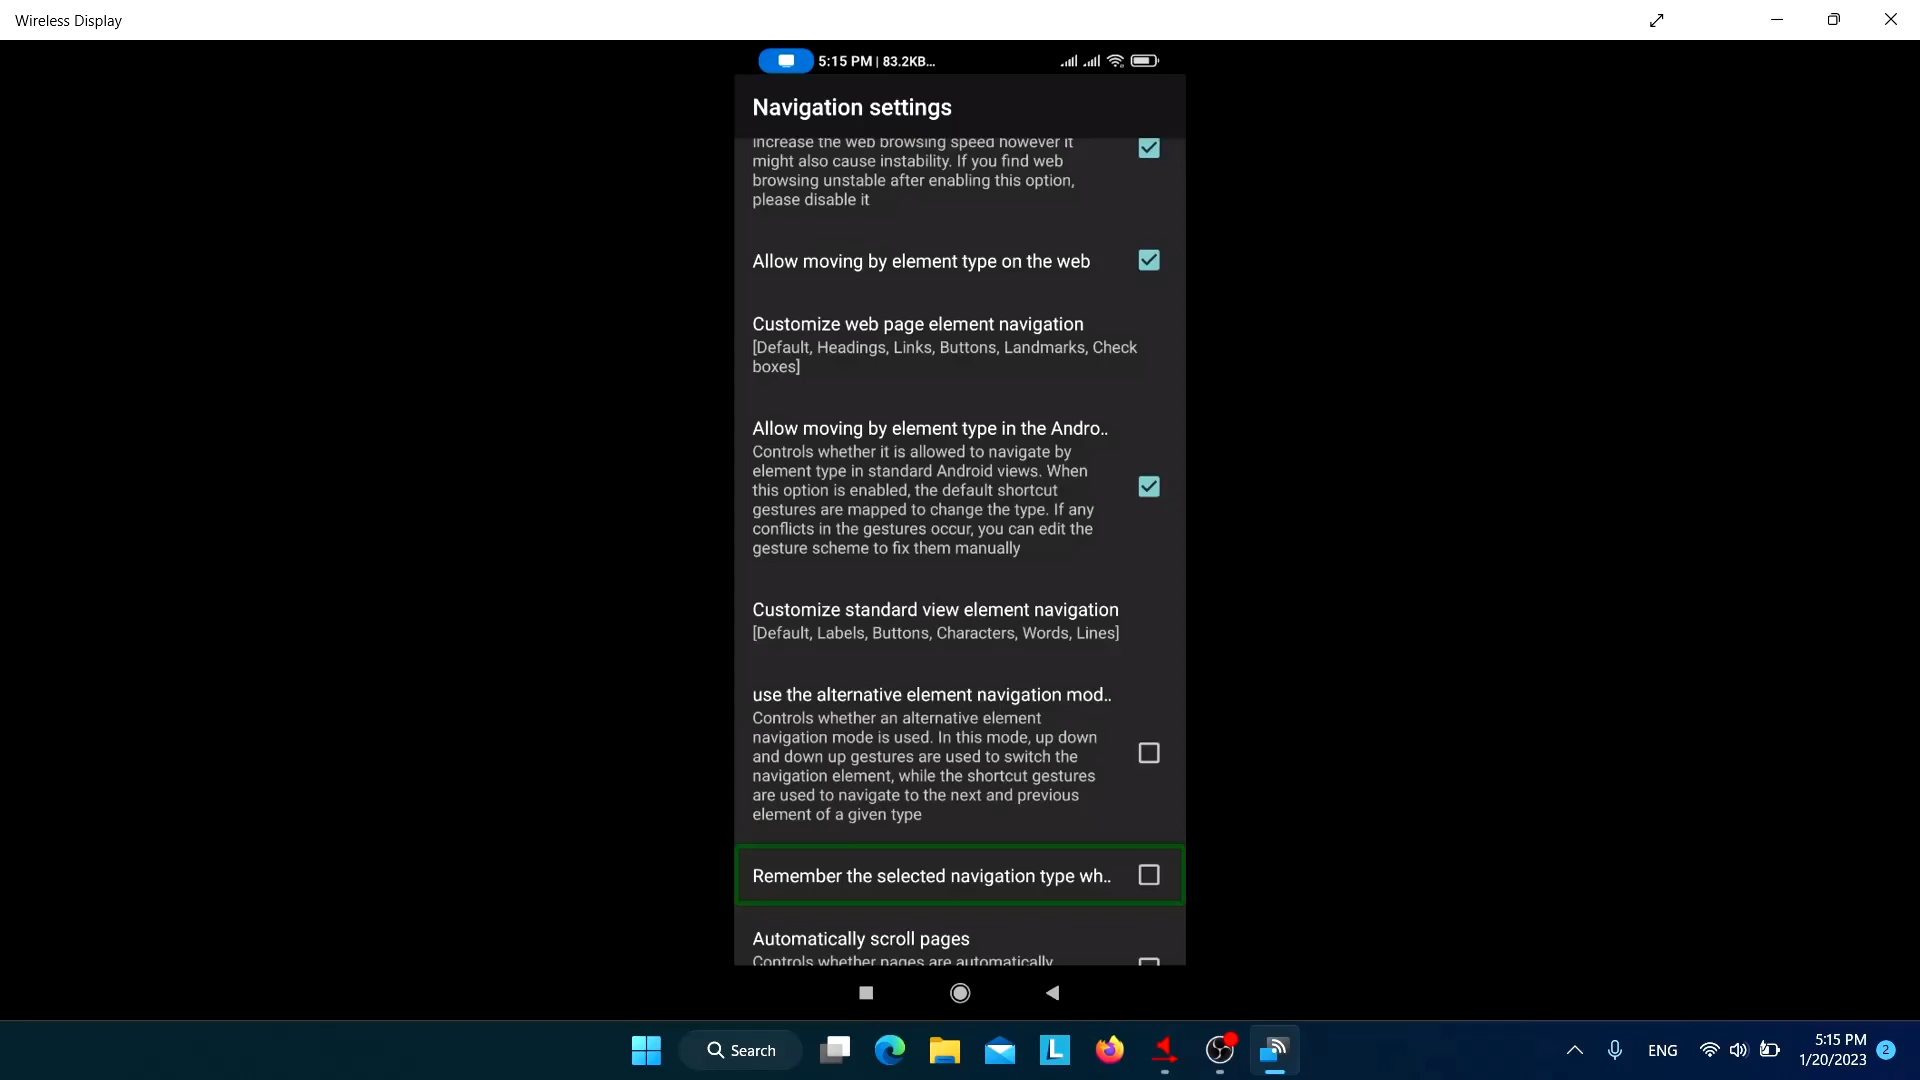 Wireless Display
5:15 PM | 83.2KB...
Navigation settings
increase the web browsing speed however it
might also cause instability. If you find web
browsing unstable after enabling this option,
please disable it
Allow moving by element type on the web
Customize web page element navigation
[Default, Headings, Links, Buttons, Landmarks, Check
boxes]
Allow moving by element type in the Andro..
Controls whether it is allowed to navigate by
element type in standard Android views. When
this option is enabled, the default shortcut
gestures are mapped to change the type. If any
conflicts in the gestures occur, you can edit the
gesture scheme to fix them manually
Customize standard view element navigation
[Default, Labels, Buttons, Characters, Words, Lines]
use the alternative element navigation mod..
Controls whether an alternative element
navigation mode is used. In this mode, up down
and down up gestures are used to switch the
navigation element, while the shortcut gestures
are used to navigate to the next and previous
element of a given type
Remember the selected navigation type wh..
Automatically scroll pages
Controls whether pages are automatically
Search
L
ENG
5:15 PM
1/20/2023
2